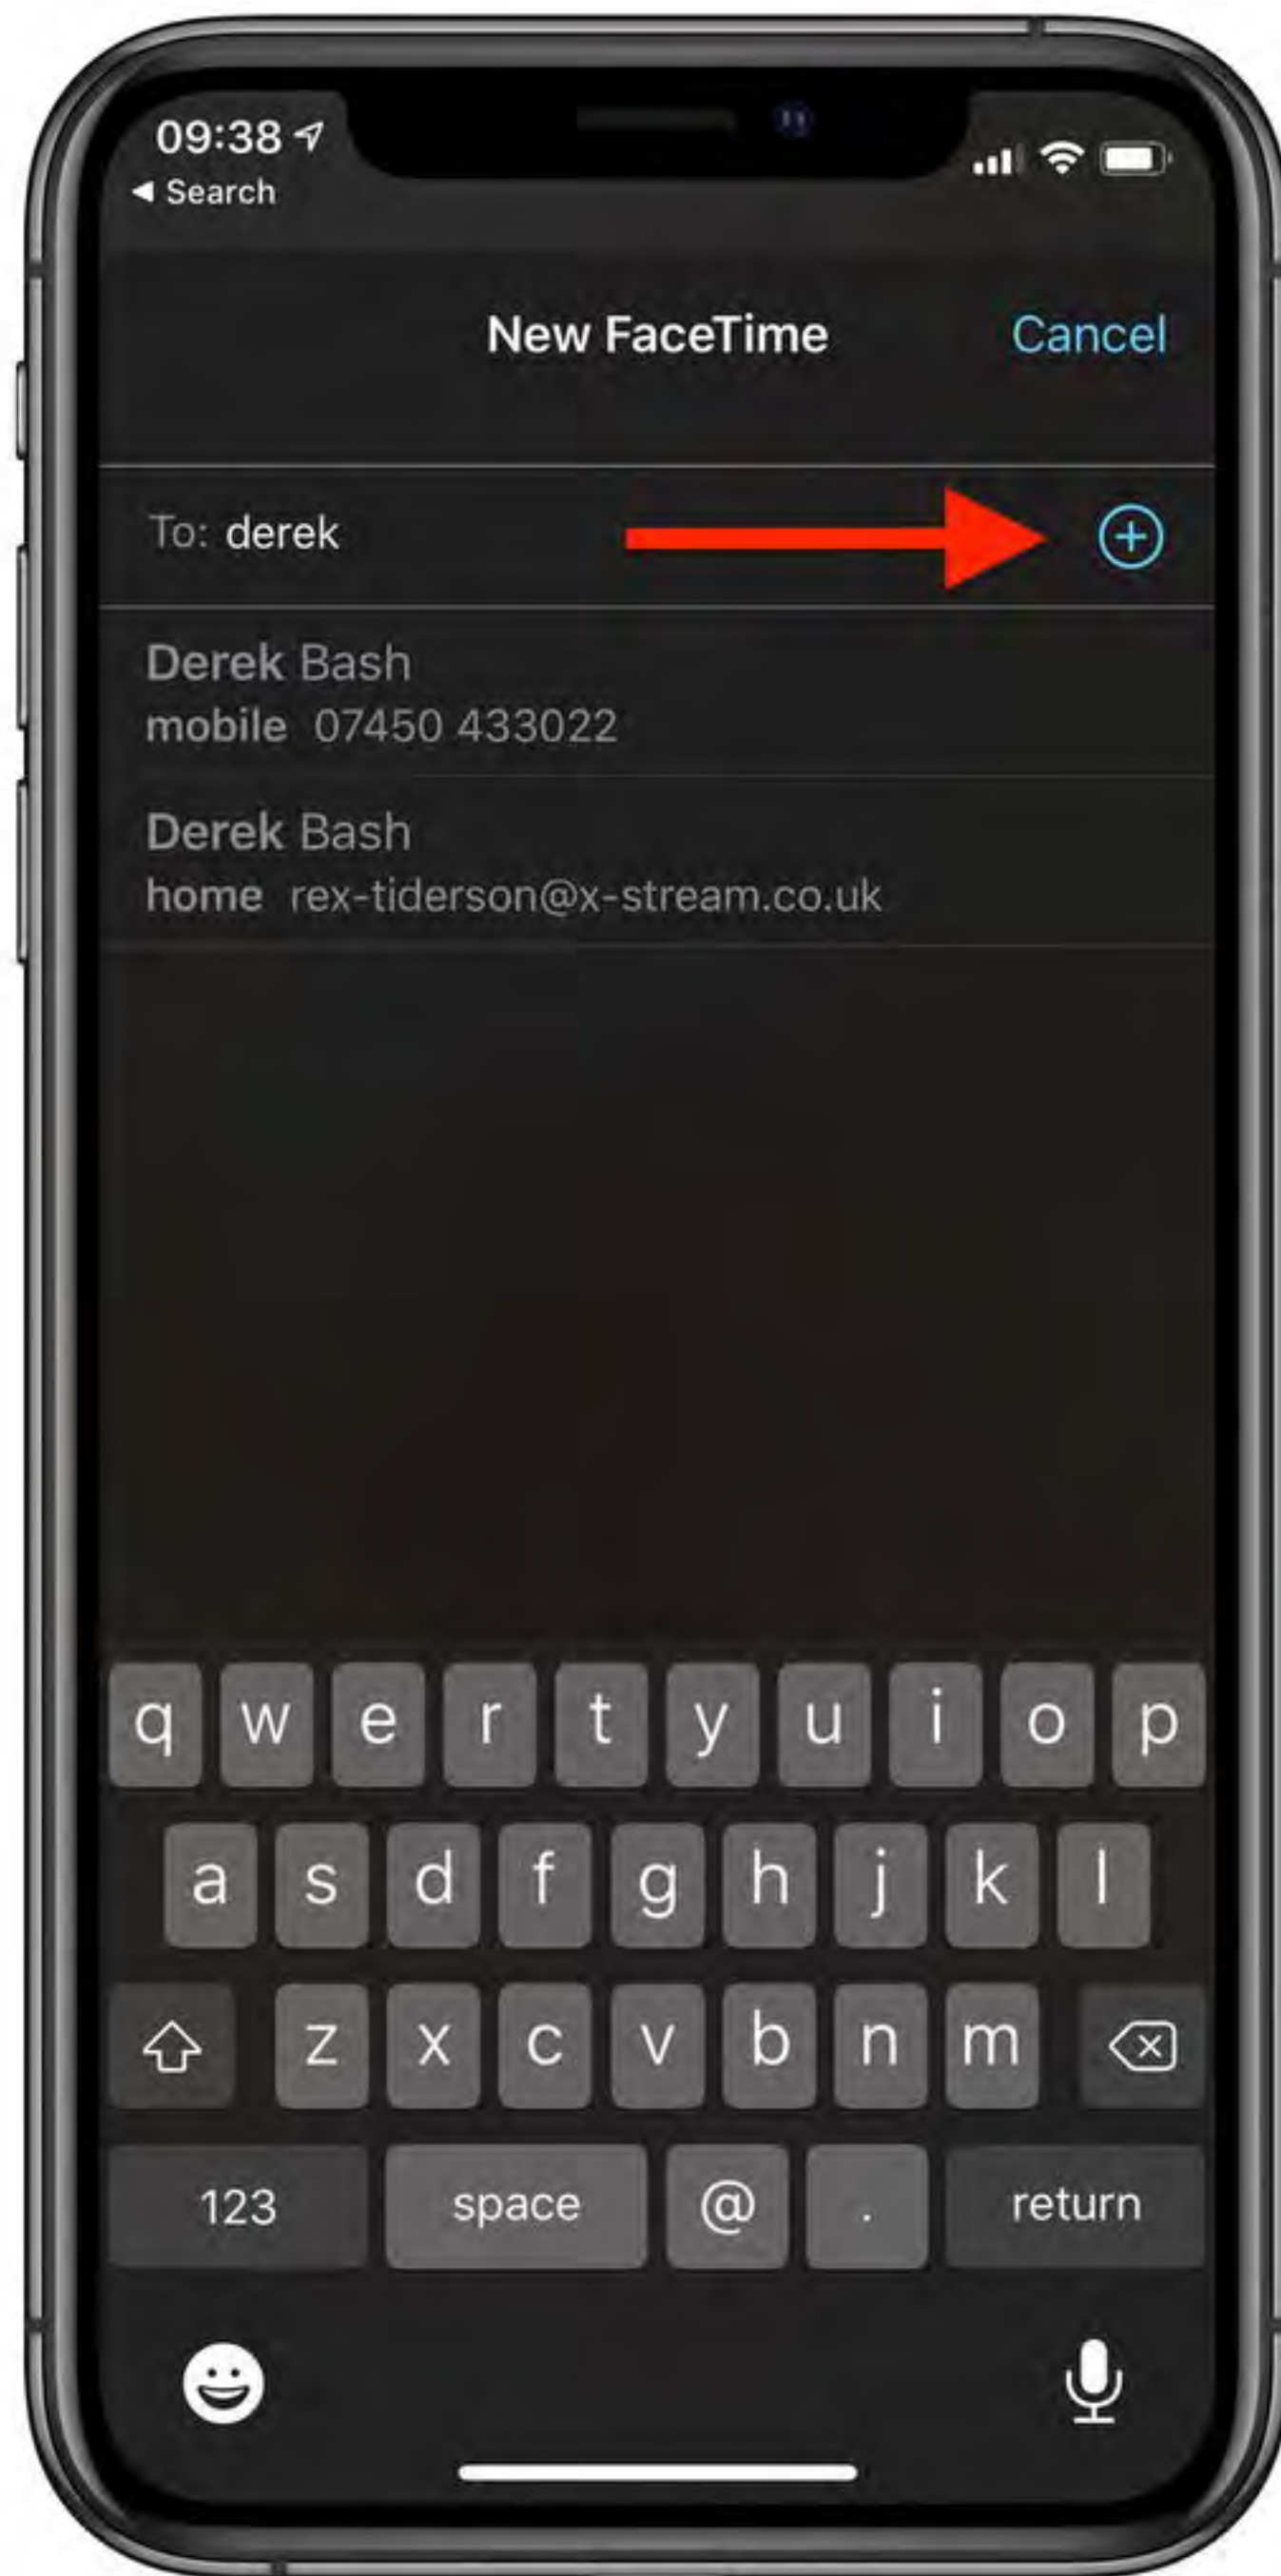 09:38
◀ Search
New FaceTime
Cancel
To: derek
Derek Bash
mobile 07450 433022
Derek Bash
home rex-tiderson@x-stream.co.uk
q w e r t y u i o p
a s d f g h j k l
z x c v b n m
123 space @ . return